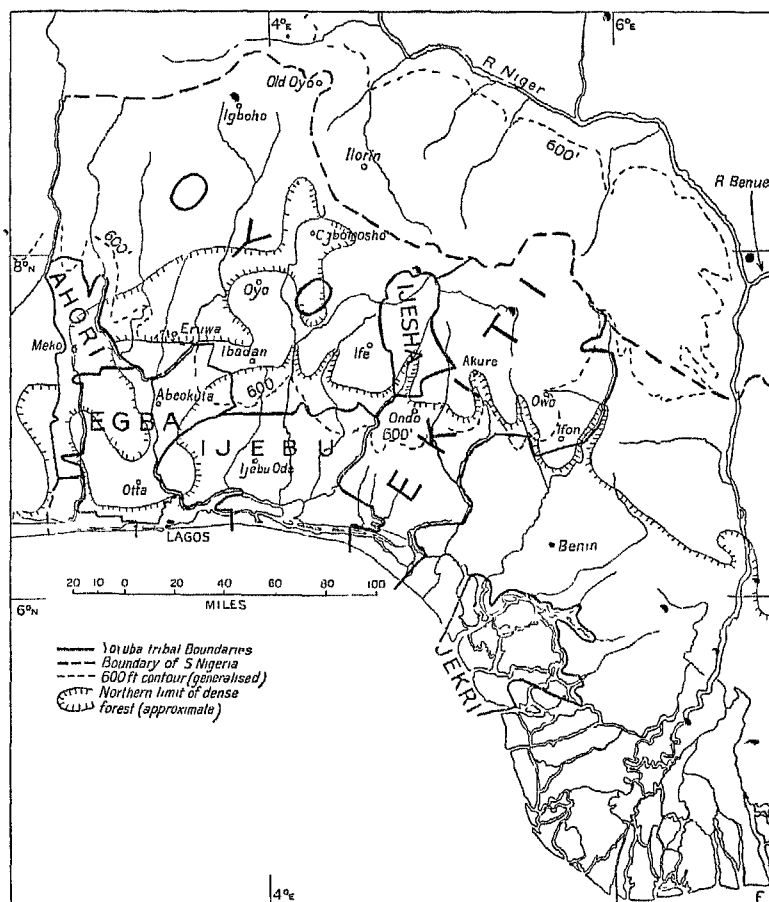 4°E
6°E
R Niger
Old Oyo
Igboho
Ilorin
600'
R Benue
OYO
600'
8°N
Ogbomosho
Oyo
AHORI
IJESHA
EKITI
Eruwa
Meko
Ibadan
Ife
Akure
600
Abeokuta
EGBA
Owo
Ondo
600'
Ifon
IJEBU
Ijebu Ode
Otta
LAGOS
Benin
20 10 0 20 40 60 80 100
MILES
6°N
JEKRI
Yoruba tribal Boundaries
Boundary of S Nigeria
600 ft contour (generalised)
Northern limit of dense
forest (approximate)
4°E